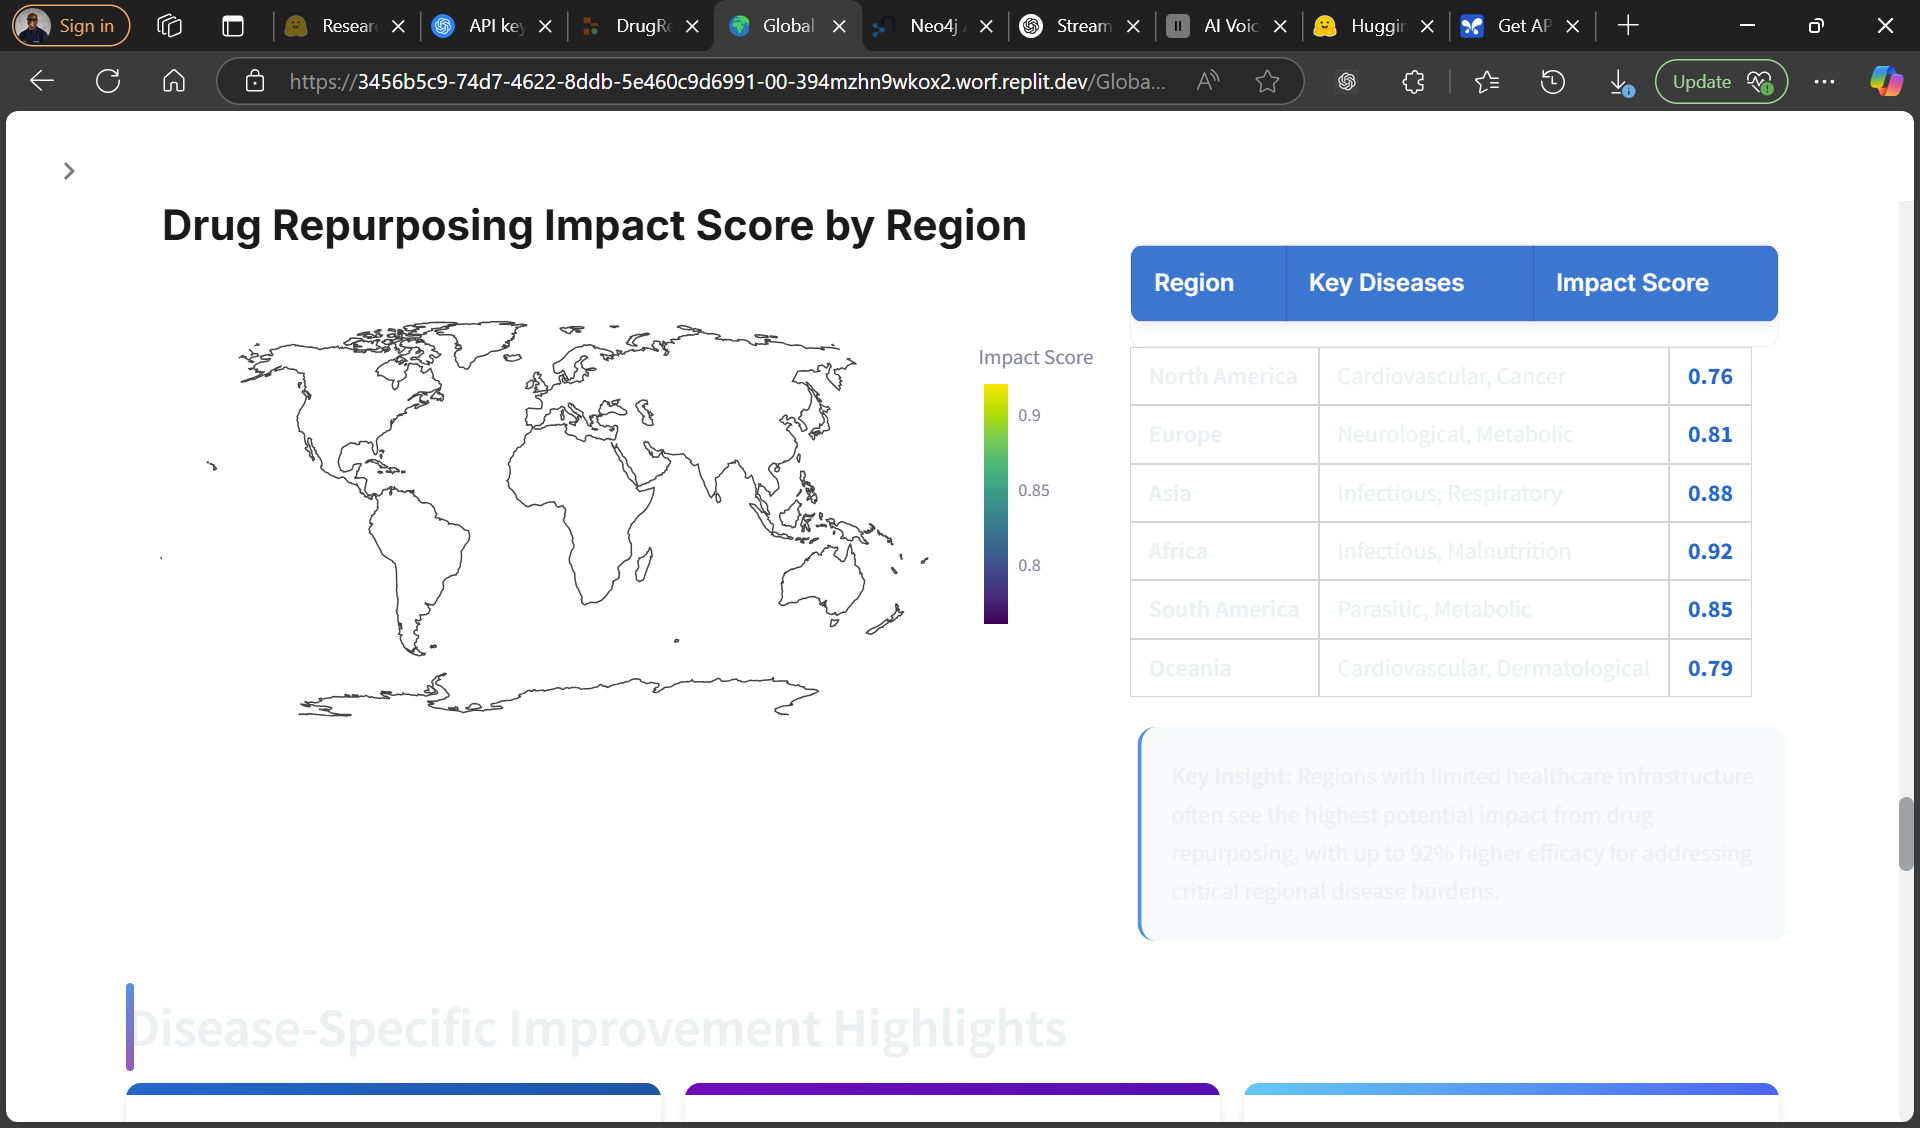 Sign in
Resear
API key
DrugRe
Global
Neo4j
Stream
AI Voic
Huggin
Get AP
https://3456b5c9-74d7-4622-8ddb-5e460c9d6991-00-394mzhn9wkox2.worf.replit.dev/Globa...
Update
Drug Repurposing Impact Score by Region
Impact Score
0.9
0.85
0.8
Region Key Diseases Impact Score
North America Cardiovascular, Cancer 0.76
Europe Neurological, Metabolic 0.81
Asia Infectious, Respiratory 0.88
Africa Infectious, Malnutrition 0.92
South America Parasitic, Metabolic 0.85
Oceania Cardiovascular, Dermatological 0.79
Key Insight: Regions with limited healthcare infrastructure
often see the highest potential impact from drug
repurposing, with up to 92% higher efficacy for addressing
critical regional disease burdens.
Disease-Specific Improvement Highlights